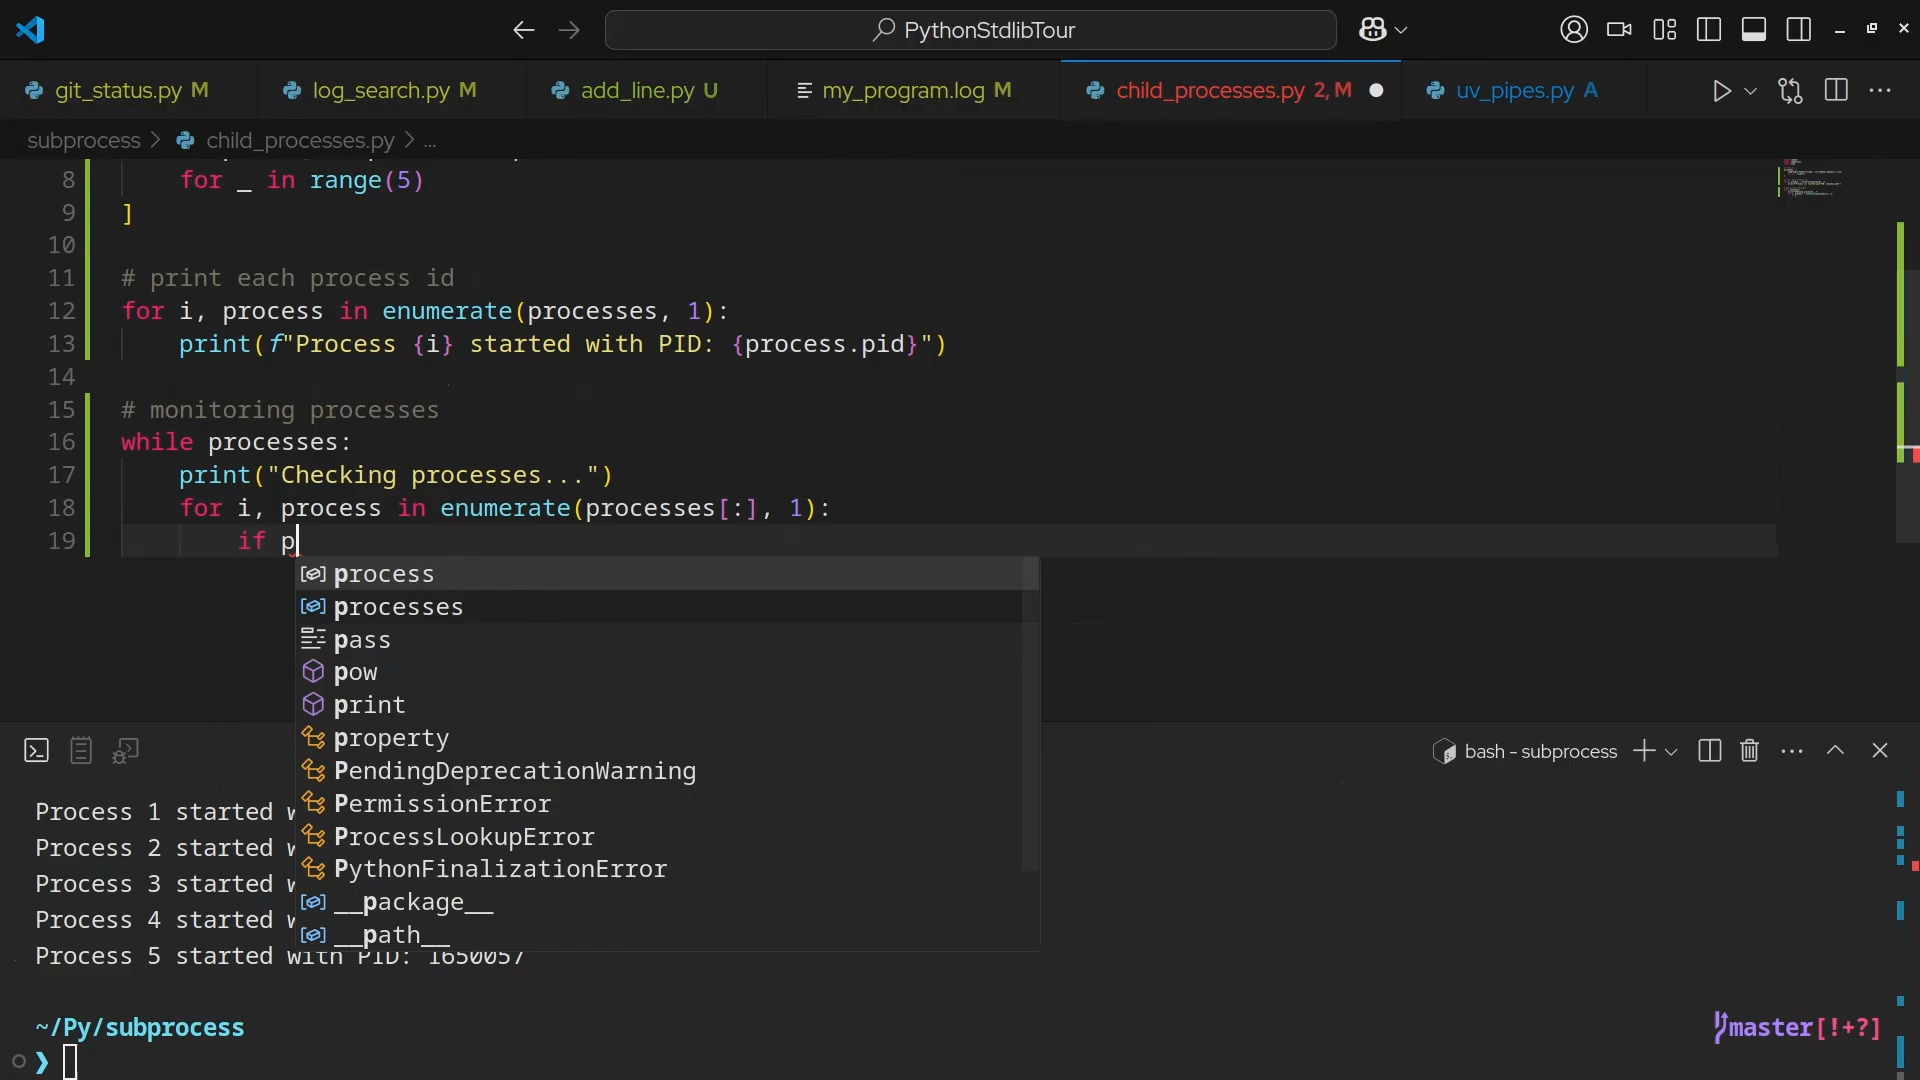 PythonStdlibTour
git_status.py M
log_search.py M
add_line.py U
my_program.log M
child_processes.py 2, M
uv_pipes.py A
subprocess > child_processes.py > ...
8 for _ in range(5)
9 ]
10
11 # print each process id
12 for i, process in enumerate(processes, 1):
13 print(f"Process {i} started with PID: {process.pid}")
14
15 # monitoring processes
16 while processes:
17 print("Checking processes...")
18 for i, process in enumerate(processes[:], 1):
19 if p
process
processes
pass
pow
print
property
PendingDeprecationWarning
PermissionError
ProcessLookupError
PythonFinalizationError
__package__
__path__
bash - subprocess
Process 1 started
Process 2 started
Process 3 started
Process 4 started
Process 5 started with PID: 1650057
~/Py/subprocess
master[!+?]
❯